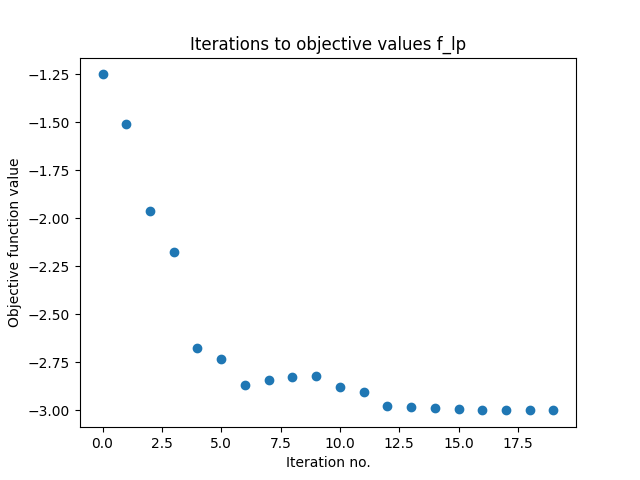 Iterations to objective values f_lp
−1.25
−1.50
−1.75
−2.00
−2.25
−2.50
−2.75
−3.00
Objective function value
0.0 2.5 5.0 7.5 10.0 12.5 15.0 17.5
Iteration no.